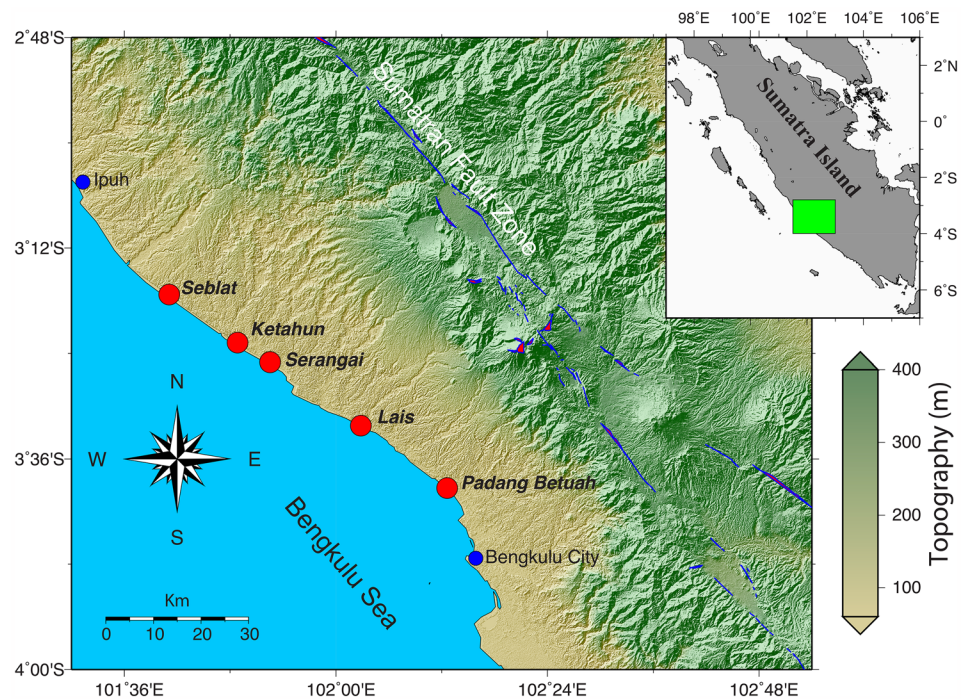 98°E 100°E 102°E 104°E 106°E
2°48'S
Sumatran Fault Zone
Sumatra Island
2°N
0°
2°S
4°S
6°S
Ipuh
3°12'S
Seblat
Ketahun
Serangai
N
W E
S
Lais
3°36'S
Padang Betuah
Bengkulu City
Bengkulu Sea
Km
0 10 20 30
4°00'S
101°36'E 102°00'E 102°24'E 102°48'E
400
300
200
100
Topography (m)